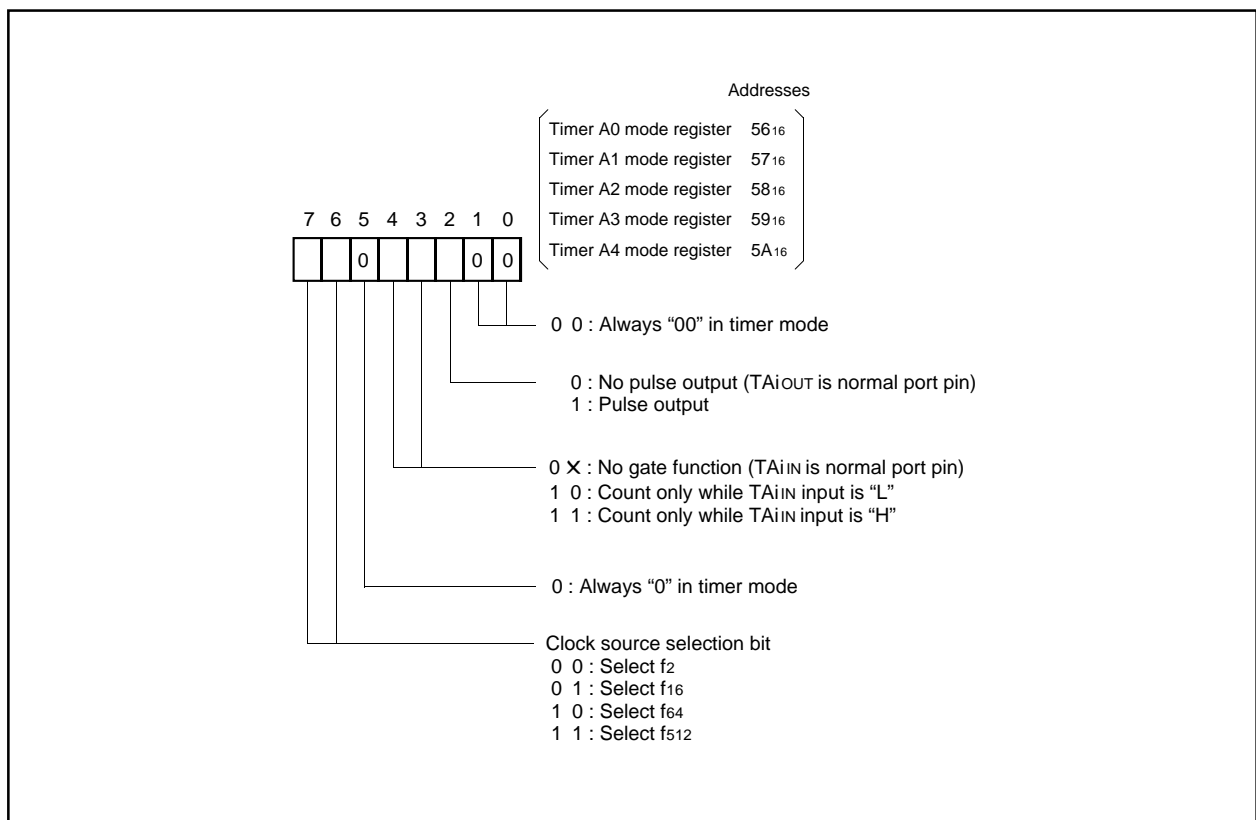 Addresses
Timer A0 mode register 5616
Timer A1 mode register 5716
Timer A2 mode register 5816
Timer A3 mode register 5916
Timer A4 mode register 5A16
7 6 5 4 3 2 1 0
0 0 0
0 0 : Always “00” in timer mode
0 : No pulse output (TAiOUT is normal port pin)
1 : Pulse output
0 × : No gate function (TAiIN is normal port pin)
1 0 : Count only while TAiIN input is “L”
1 1 : Count only while TAiIN input is “H”
0 : Always “0” in timer mode
Clock source selection bit
0 0 : Select f2
0 1 : Select f16
1 0 : Select f64
1 1 : Select f512